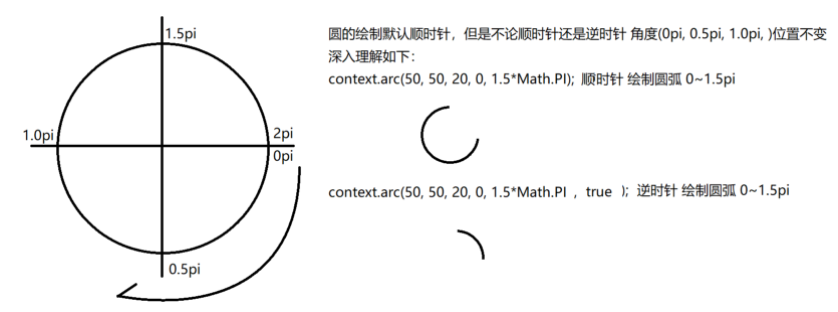 1.5pi
1.0pi
2pi
0pi
0.5pi
圆的绘制默认顺时针，但是不论顺时针还是逆时针 角度(0pi, 0.5pi, 1.0pi, )位置不变
深入理解如下：
context.arc(50, 50, 20, 0, 1.5*Math.PI); 顺时针 绘制圆弧 0~1.5pi
context.arc(50, 50, 20, 0, 1.5*Math.PI , true ); 逆时针 绘制圆弧 0~1.5pi